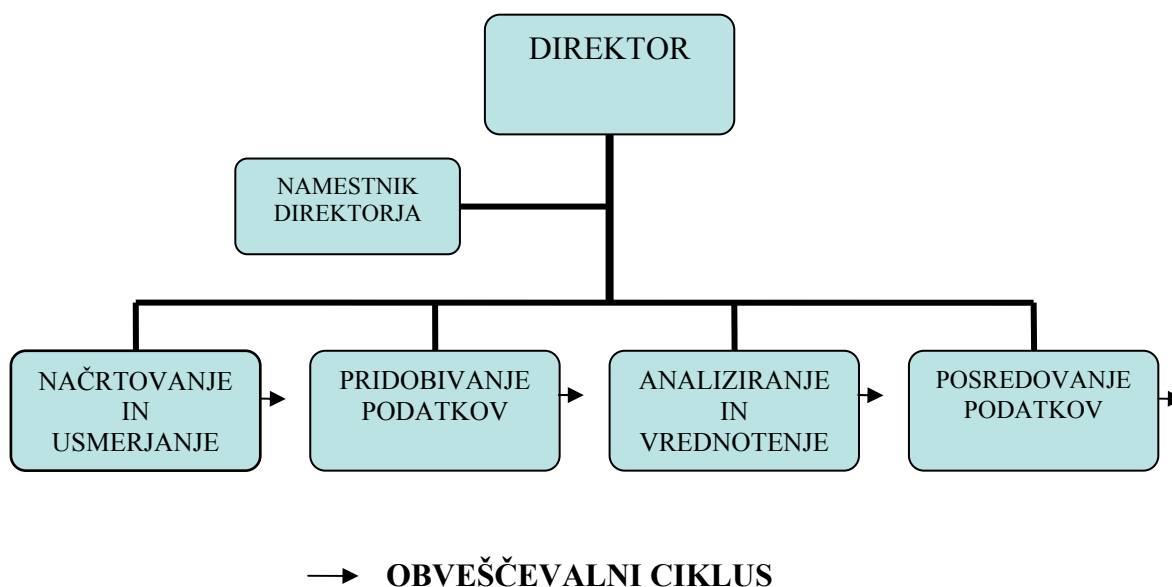 DIREKTOR
NAMESTNIK
DIREKTORJA
NAČRTOVANJE
IN
USMERJANJE
PRIDOBIVANJE
PODATKOV
ANALIZIRANJE
IN
VREDNOTENJE
POSREDOVANJE
PODATKOV
OBVEŠČEVALNI CIKLUS